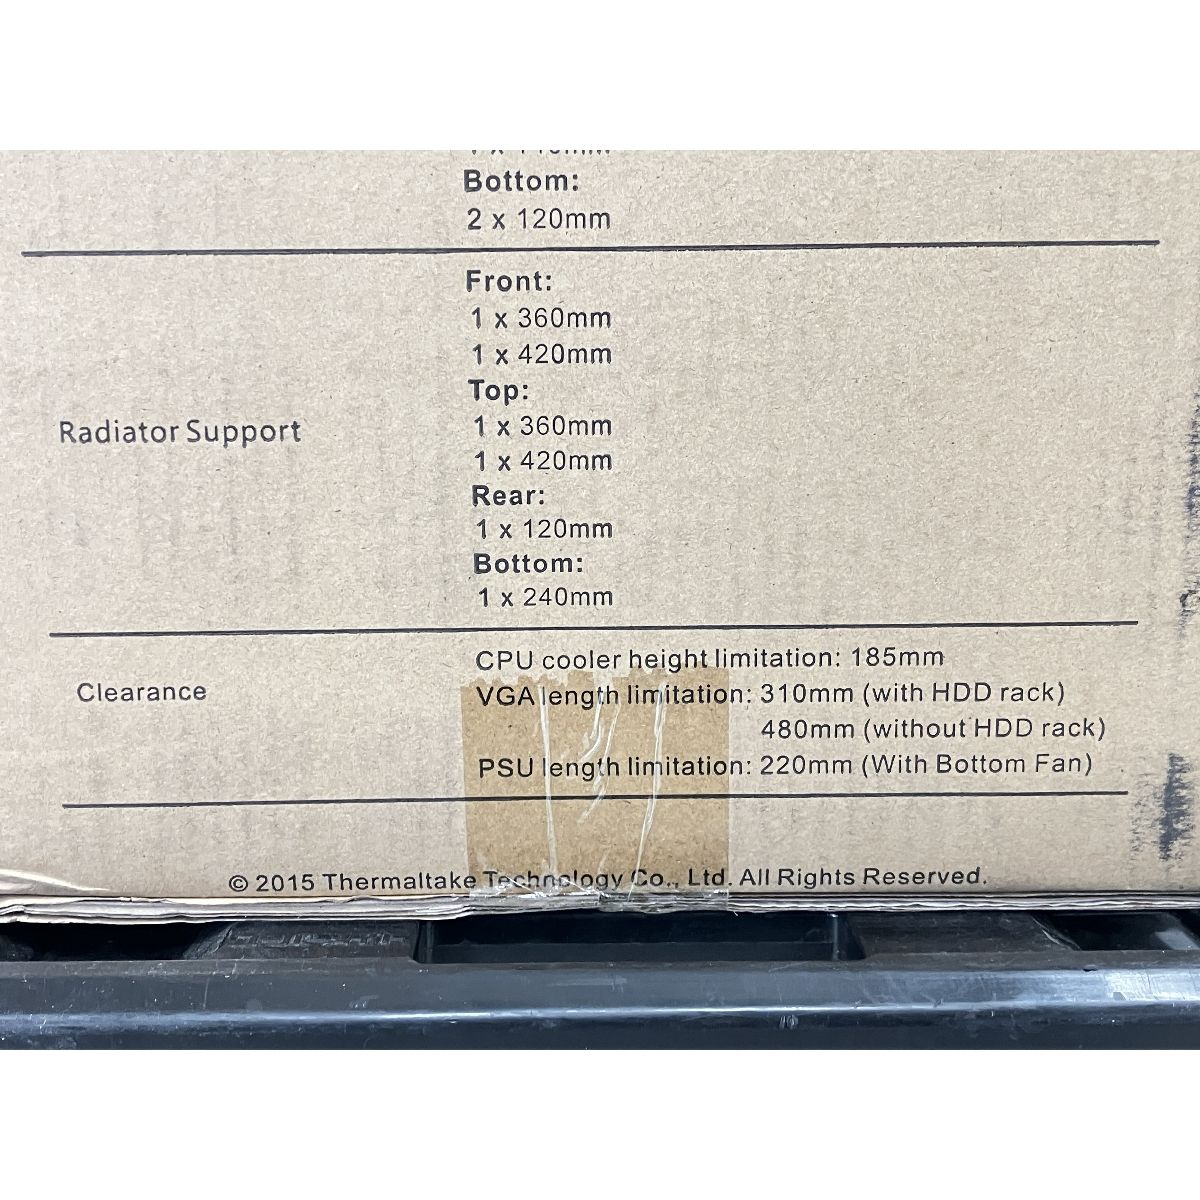 Bottom:
2 x 120mm
Radiator Support
Front:
1 x 360mm
1 x 420mm
Top:
1 x 360mm
1 x 420mm
Rear:
1 x 120mm
Bottom:
1 x 240mm
Clearance
CPU cooler height limitation: 185mm
VGA length limitation: 310mm (with HDD rack)
480mm (without HDD rack)
PSU length limitation: 220mm (With Bottom Fan)
© 2015 Thermaltake Technology Co., Ltd. All Rights Reserved.